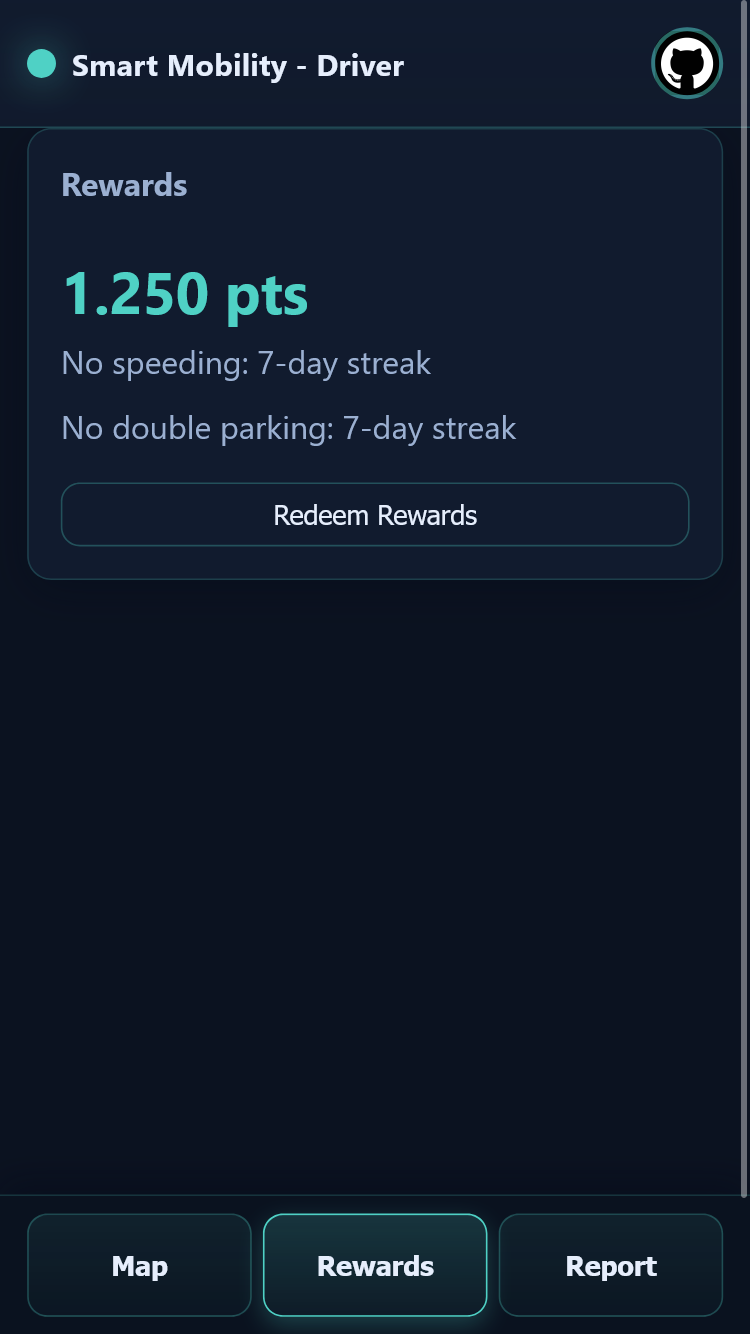 Smart Mobility - Driver
Rewards
1.250 pts
No speeding: 7-day streak
No double parking: 7-day streak
Redeem Rewards
Map
Rewards
Report